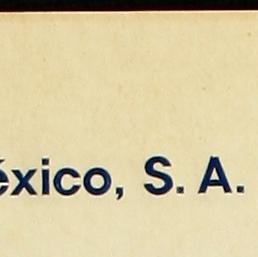 éxico, S. A.